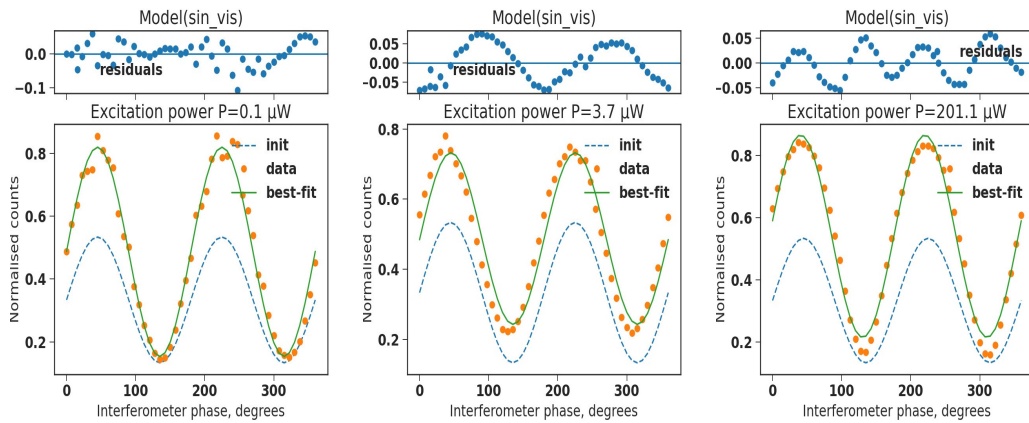 Model(sin_vis)
0.0
−0.1
residuals
Excitation power P=0.1 μW
init
data
best-fit
0.8
0.6
0.4
0.2
Normalised counts
0
100
200
300
Interferometer phase, degrees
Model(sin_vis)
0.05
0.00
−0.05
residuals
Excitation power P=3.7 μW
init
data
best-fit
0.8
0.6
0.4
0.2
Normalised counts
0
100
200
300
Interferometer phase, degrees
Model(sin_vis)
0.05
0.00
−0.05
residuals
Excitation power P=201.1 μW
init
data
best-fit
0.8
0.6
0.4
0.2
Normalised counts
0
100
200
300
Interferometer phase, degrees